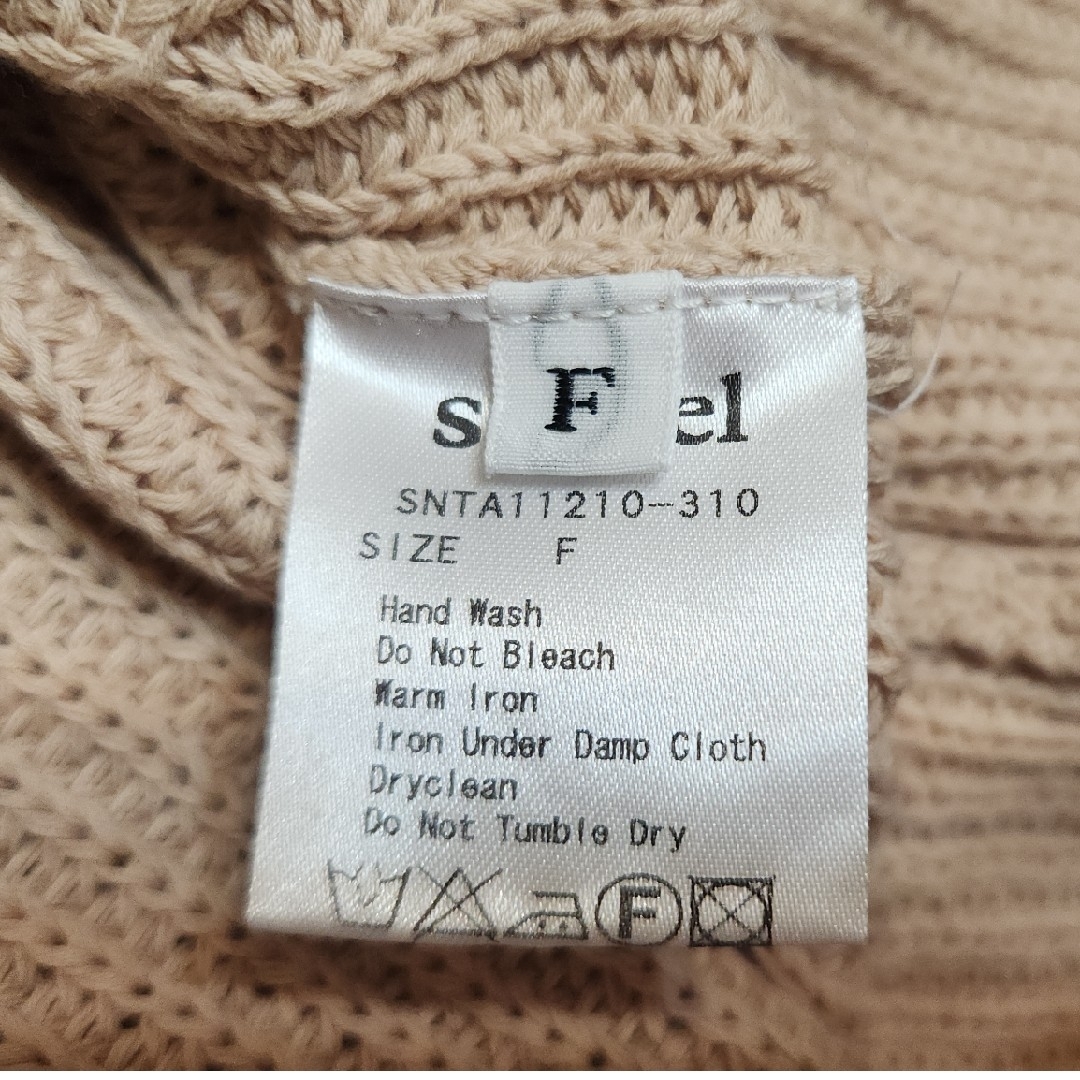 F
SNTA11210-310
SIZE F
Hand Wash
Do Not Bleach
Warm Iron
Iron Under Damp Cloth
Dryclean
Do Not Tumble Dry
F